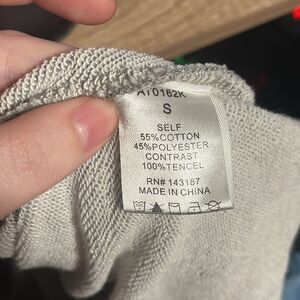 AT0162K
S
SELF
55%COTTON
45%POLYESTER
CONTRAST
100%TENCEL
RN# 143187
MADE IN CHINA